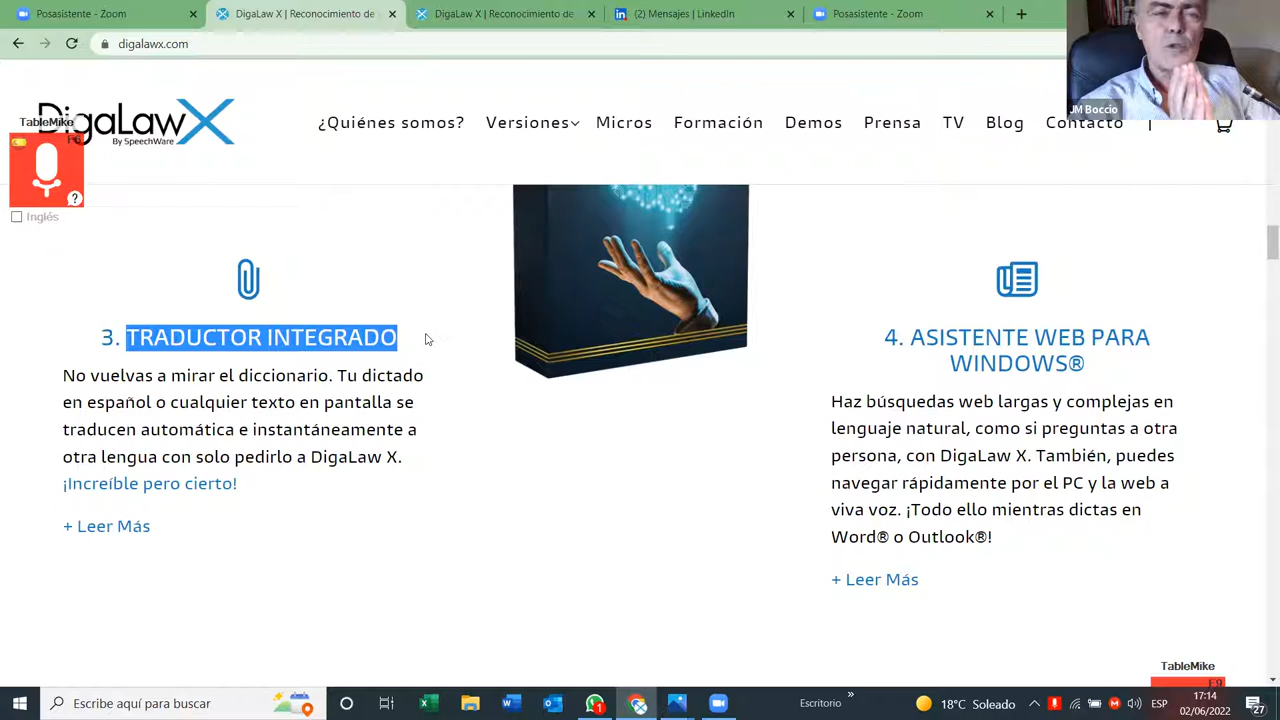 Posasistente - Zoom
DigaLaw X | Reconocimiento de
DigaLaw X | Reconocimiento de
(2) Mensajes | LinkedIn
Posasistente - Zoom
digalawx.com
JM Boccio
TableMike
F6
Inglés
DigaLaw X
By SpeechWare
¿Quiénes somos?
Versiones
Micros
Formación
Demos
Prensa
TV
Blog
Contacto
3. TRADUCTOR INTEGRADO
No vuelvas a mirar el diccionario. Tu dictado
en español o cualquier texto en pantalla se
traducen automática e instantáneamente a
otra lengua con solo pedirlo a DigaLaw X.
¡Increíble pero cierto!
+ Leer Más
4. ASISTENTE WEB PARA
WINDOWS®
Haz búsquedas web largas y complejas en
lenguaje natural, como si preguntas a otra
persona, con DigaLaw X. También, puedes
navegar rápidamente por el PC y la web a
viva voz. ¡Todo ello mientras dictas en
Word® o Outlook®!
+ Leer Más
TableMike
F9
Escribe aquí para buscar
1
Escritorio
18°C Soleado
ESP
17:14
02/06/2022
27